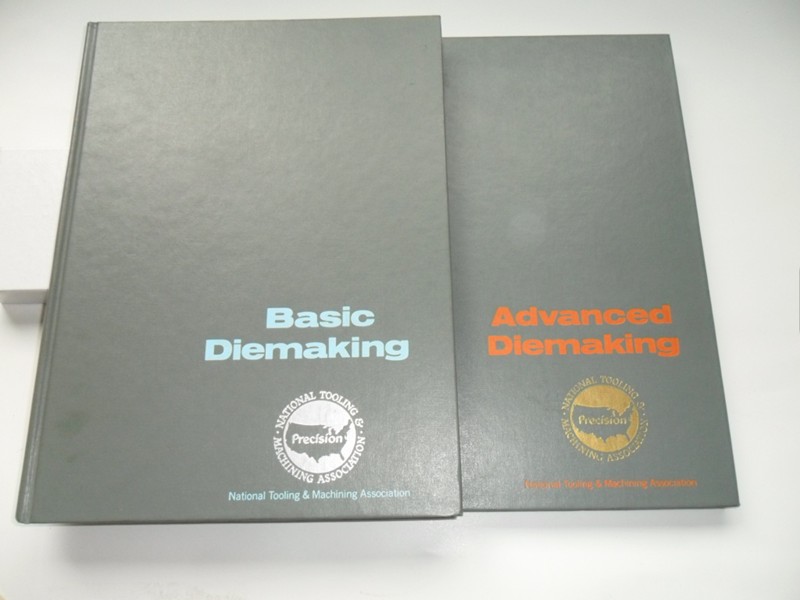 Basic
Diemaking
NATIONAL TOOLING &
MACHINING ASSOCIATION
Precision
National Tooling & Machining Association
Advanced
Diemaking
NATIONAL TOOLING &
MACHINING ASSOCIATION
Precision
National Tooling & Machining Association